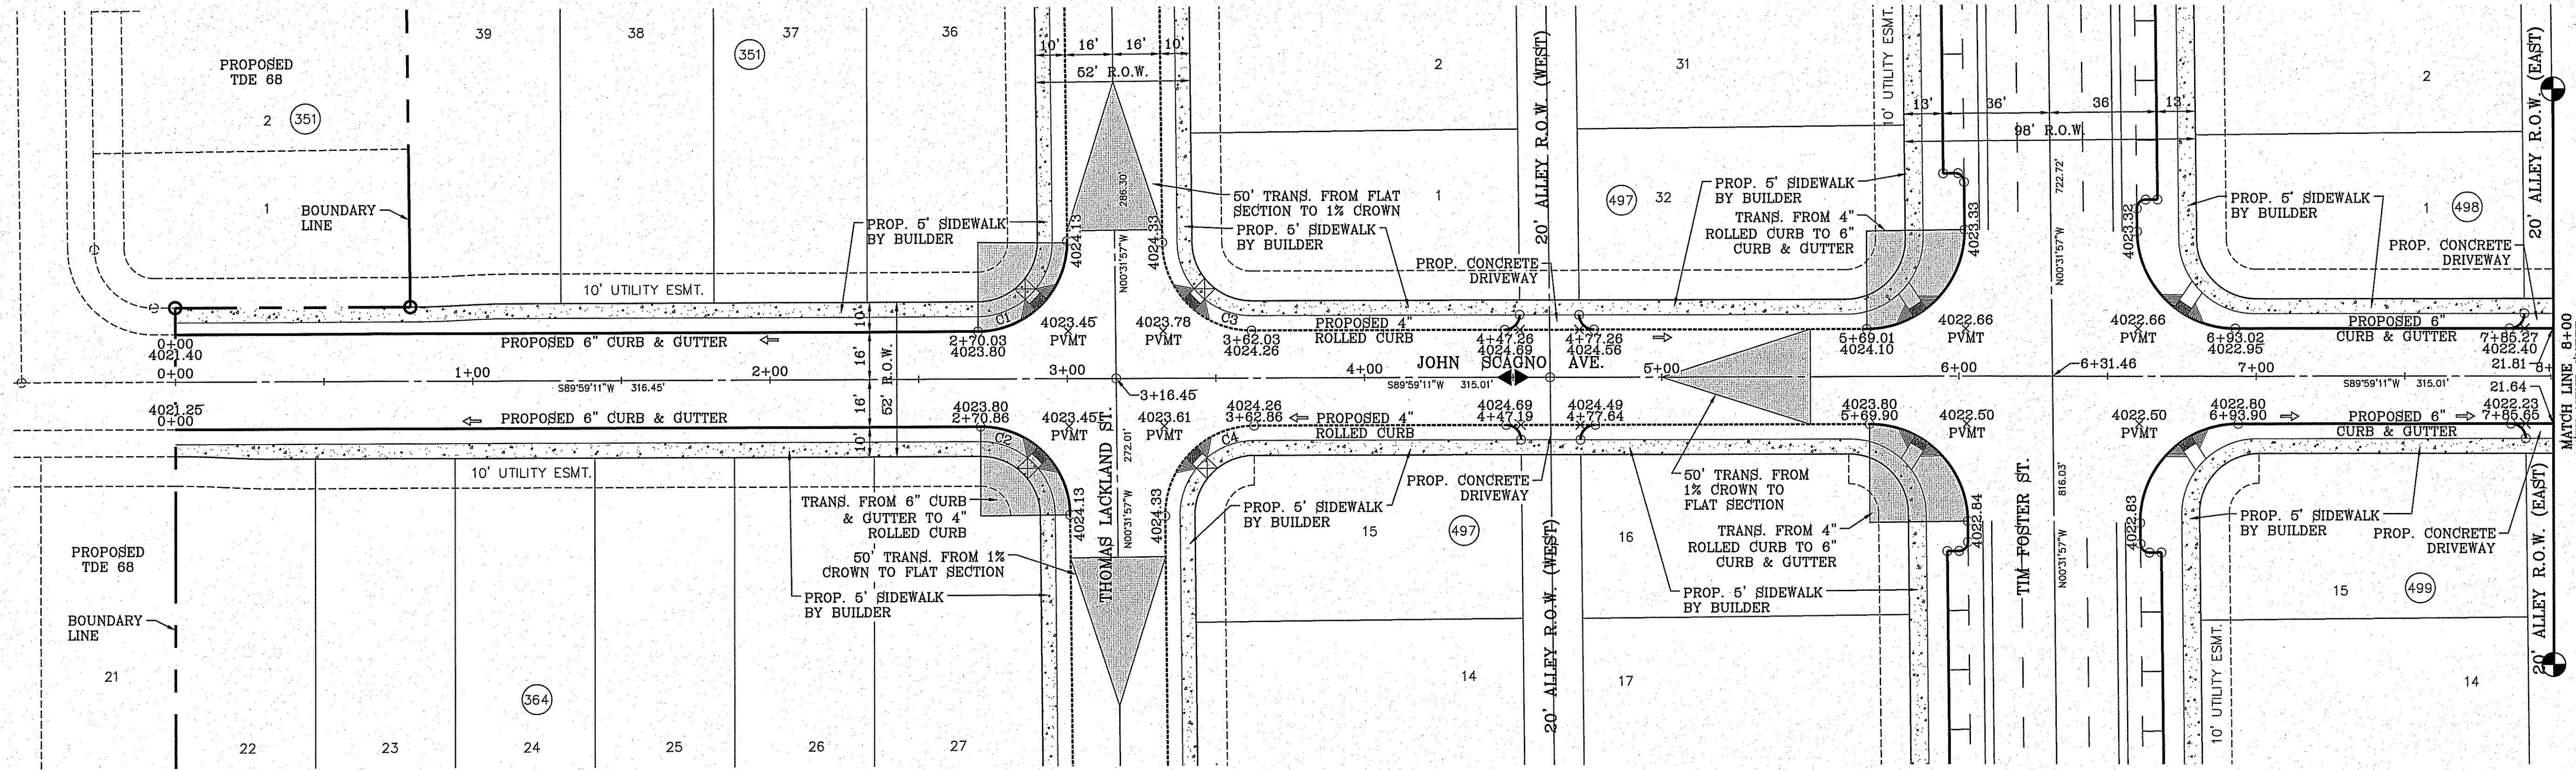 39
38
37
36
351
PROPOSED
TDE 68
2
351
1
BOUNDARY
LINE
10' UTILITY ESMT.
PROP. 5' SIDEWALK
BY BUILDER
10'
16'
16'
10'
52' R.O.W.
286.30'
N00°31'57"W
4024.13
4024.33
50' TRANS. FROM FLAT
SECTION TO 1% CROWN
PROP. 5' SIDEWALK
BY BUILDER
2
1
31
497
32
20' ALLEY R.O.W. (WEST)
PROP. CONCRETE
DRIVEWAY
PROP. 5' SIDEWALK
BY BUILDER
TRANS. FROM 4"
ROLLED CURB TO 6"
CURB & GUTTER
10' UTILITY ESMT.
13'
36'
36'
13'
98' R.O.W.
722.72'
N00°31'57"W
4023.33
4023.32
2
PROP. 5' SIDEWALK
BY BUILDER
1
498
PROP. CONCRETE
DRIVEWAY
20' ALLEY R.O.W. (EAST)
0+00
4021.40
PROPOSED 6" CURB & GUTTER
C1
2+70.03
4023.80
4023.45
PVMT
4023.78
PVMT
C3
3+62.03
4024.26
PROPOSED 4"
ROLLED CURB
4+47.26
4024.69
4+77.26
4024.56
5+69.01
4024.10
4022.66
PVMT
4022.66
PVMT
6+93.02
4022.95
PROPOSED 6"
CURB & GUTTER
7+85.27
4022.40
21.81
10'
16'
52' R.O.W.
16'
10'
0+00
1+00
2+00
3+00
4+00
5+00
6+00
7+00
8+
S89°59'11"W 316.45'
3+16.45
S89°59'11"W 315.01'
JOHN SCAGNO AVE.
6+31.46
S89°59'11"W 315.01'
MATCH LINE, 8+00
4021.25
0+00
PROPOSED 6" CURB & GUTTER
4023.80
2+70.86
C2
4023.45
PVMT
4023.61
PVMT
4024.26
3+62.86
C4
PROPOSED 4"
ROLLED CURB
4024.69
4+47.19
4024.49
4+77.64
4023.80
5+69.90
4022.50
PVMT
4022.50
PVMT
4022.80
6+93.90
PROPOSED 6"
CURB & GUTTER
21.64
4022.23
7+85.65
10' UTILITY ESMT.
TRANS. FROM 6" CURB
& GUTTER TO 4"
ROLLED CURB
50' TRANS. FROM 1%
CROWN TO FLAT SECTION
PROP. 5' SIDEWALK
BY BUILDER
4024.13
THOMAS LACKLAND ST.
2772.01'
N00°31'57"W
4024.33
PROP. 5' SIDEWALK
BY BUILDER
PROP. CONCRETE
DRIVEWAY
15
497
14
20' ALLEY R.O.W. (WEST)
16
17
50' TRANS. FROM
1% CROWN TO
FLAT SECTION
TRANS. FROM 4"
ROLLED CURB TO 6"
CURB & GUTTER
PROP. 5' SIDEWALK
BY BUILDER
4022.84
TIM FOSTER ST.
816.03'
N00°31'57"W
4022.83
PROP. 5' SIDEWALK
BY BUILDER
PROP. CONCRETE
DRIVEWAY
15
499
14
10' UTILITY ESMT.
20' ALLEY R.O.W. (EAST)
PROPOSED
TDE 68
BOUNDARY
LINE
21
22
23
364
24
25
26
27